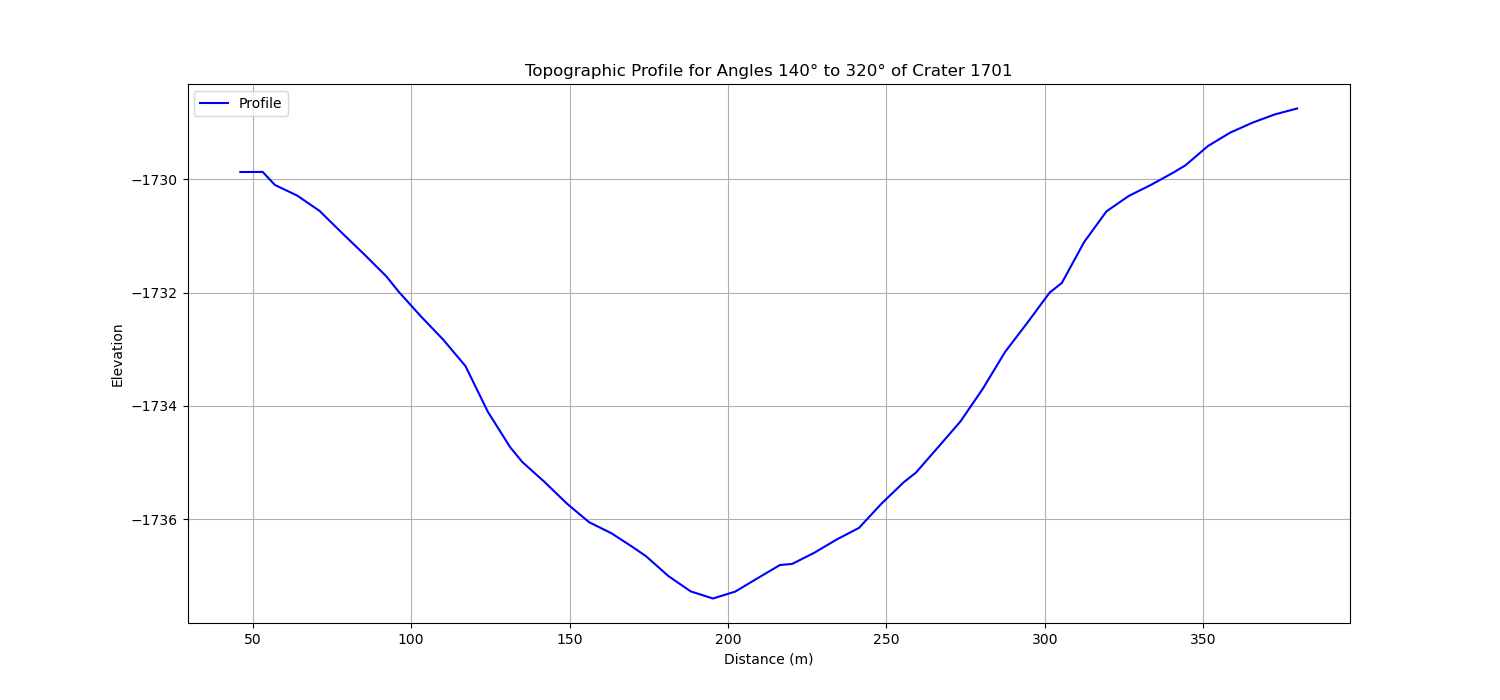 Topographic Profile for Angles 140° to 320° of Crater 1701
Profile
−1730
−1732
−1734
−1736
Elevation
50
100
150
200
250
300
350
Distance (m)